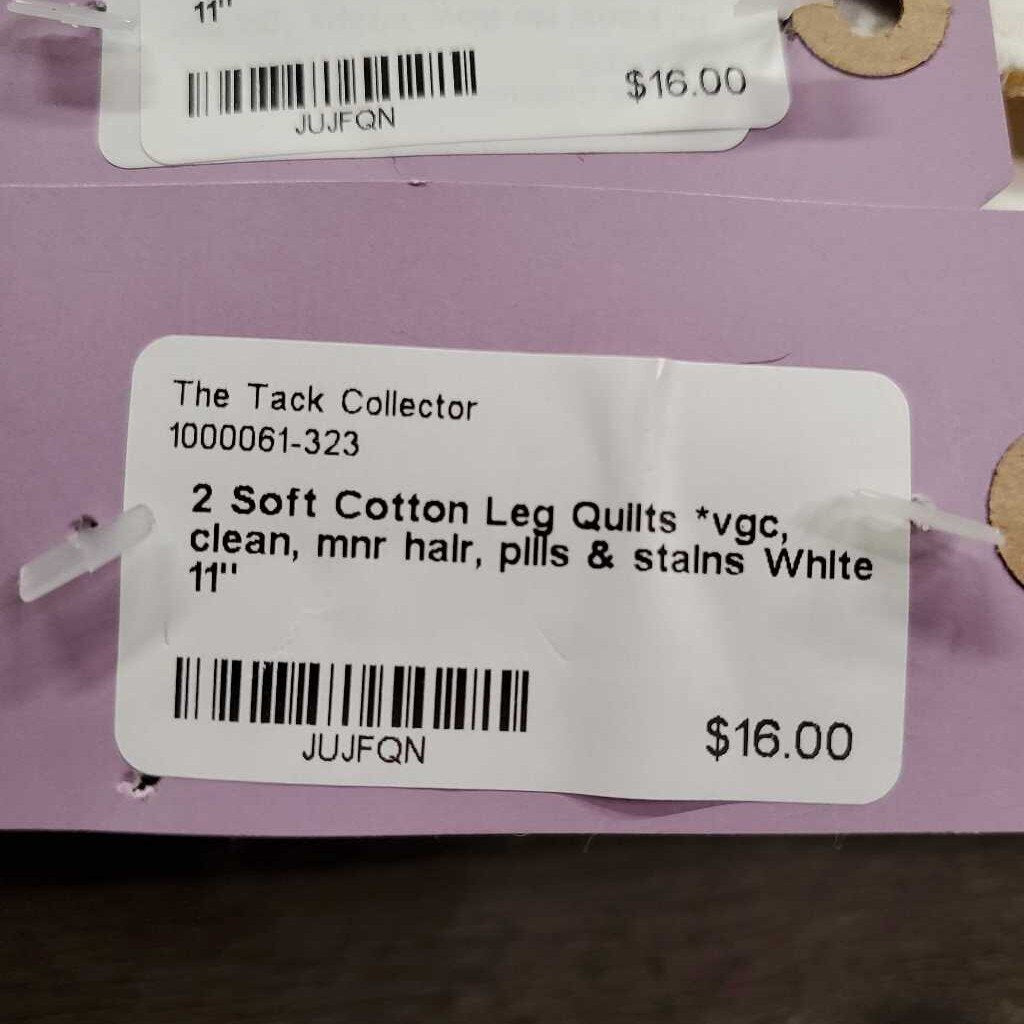 11"
$16.00
JUJFQN
The Tack Collector
1000061-323
2 Soft Cotton Leg Quilts *vgc,
clean, mnr hair, pills & stains White
11"
JUJFQN
$16.00